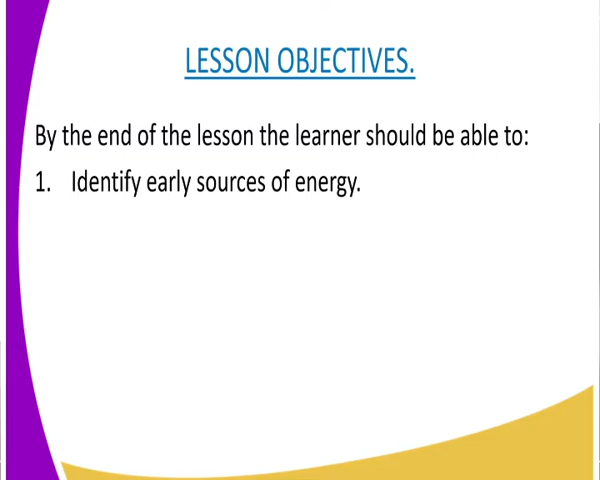 LESSON OBJECTIVES.
By the end of the lesson the learner should be able to:
1. Identify early sources of energy.